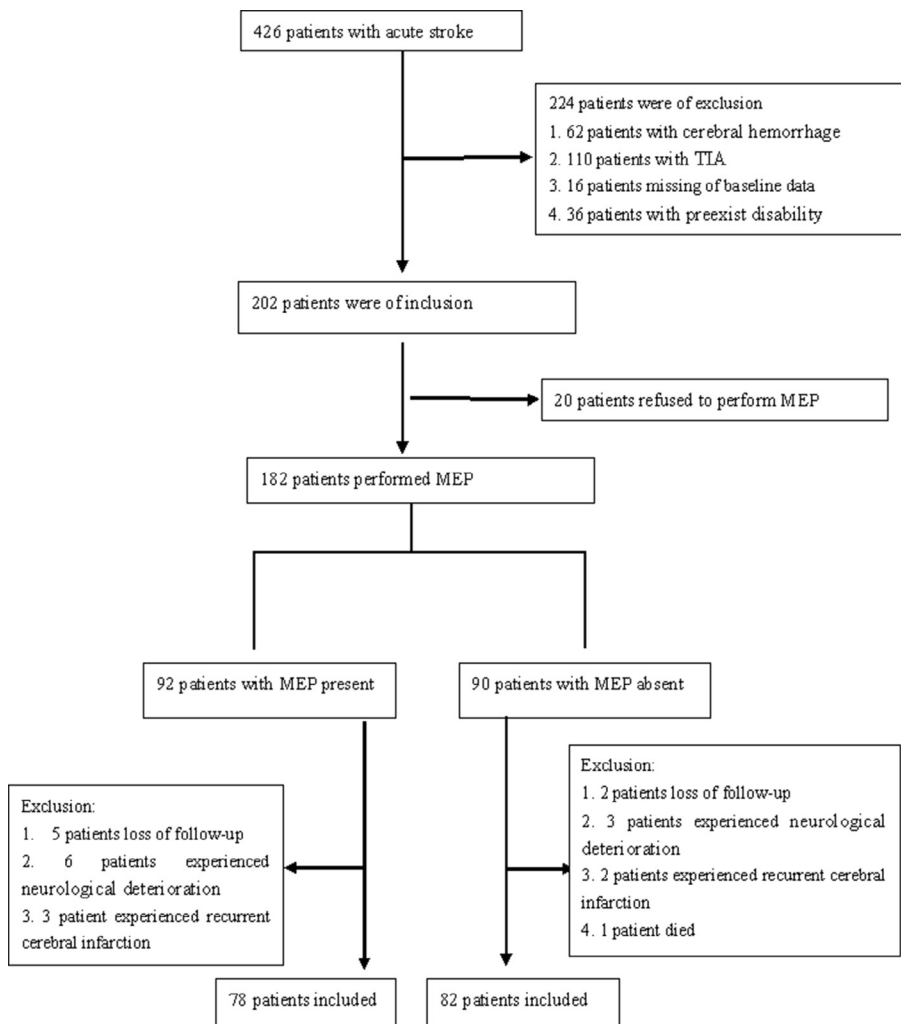 426 patients with acute stroke
224 patients were of exclusion
1. 62 patients with cerebral hemorrhage
2. 110 patients with TIA
3. 16 patients missing of baseline data
4. 36 patients with preexist disability
202 patients were of inclusion
20 patients refused to perform MEP
182 patients performed MEP
92 patients with MEP present
90 patients with MEP absent
Exclusion:
1. 5 patients loss of follow-up
2. 6 patients experienced
neurological deterioration
3. 3 patient experienced recurrent
cerebral infarction
Exclusion:
1. 2 patients loss of follow-up
2. 3 patients experienced neurological
deterioration
3. 2 patients experienced recurrent cerebral
infarction
4. 1 patient died
78 patients included
82 patients included